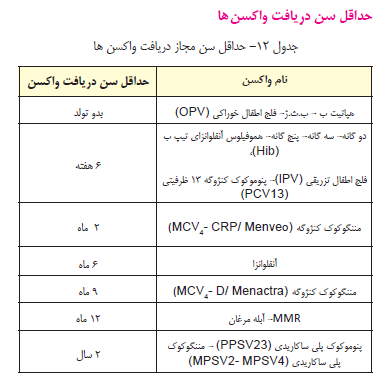 حداقل سن دریافت واکسن ها
جدول ۱۲- حداقل سن مجاز دریافت واکسن ها
نام واکسن
حداقل سن دریافت واکسن
هپاتیت ب – ب.ث.ژ- فلج اطفال خوراکی (OPV)
بدو تولد
دو گانه- سه گانه- پنج گانه- هموفیلوس آنفلوانزای تیپ ب
(Hib)،
فلج اطفال تزریقی (IPV)- پنوموکوک کنژوگه ۱۳ ظرفیتی
(PCV13)
۶ هفته
مننگوکوک کنژوگه (MCV4- CRP/ Menveo)
۲ ماه
آنفلوانزا
۶ ماه
مننگوکوک کنژوگه (MCV4- D/ Menactra)
۹ ماه
MMR- آبله مرغان
۱۲ ماه
پنوموکوک پلی ساکاریدی (PPSV23) – مننگوکوک
پلی ساکاریدی (MPSV2- MPSV4)
۲ سال